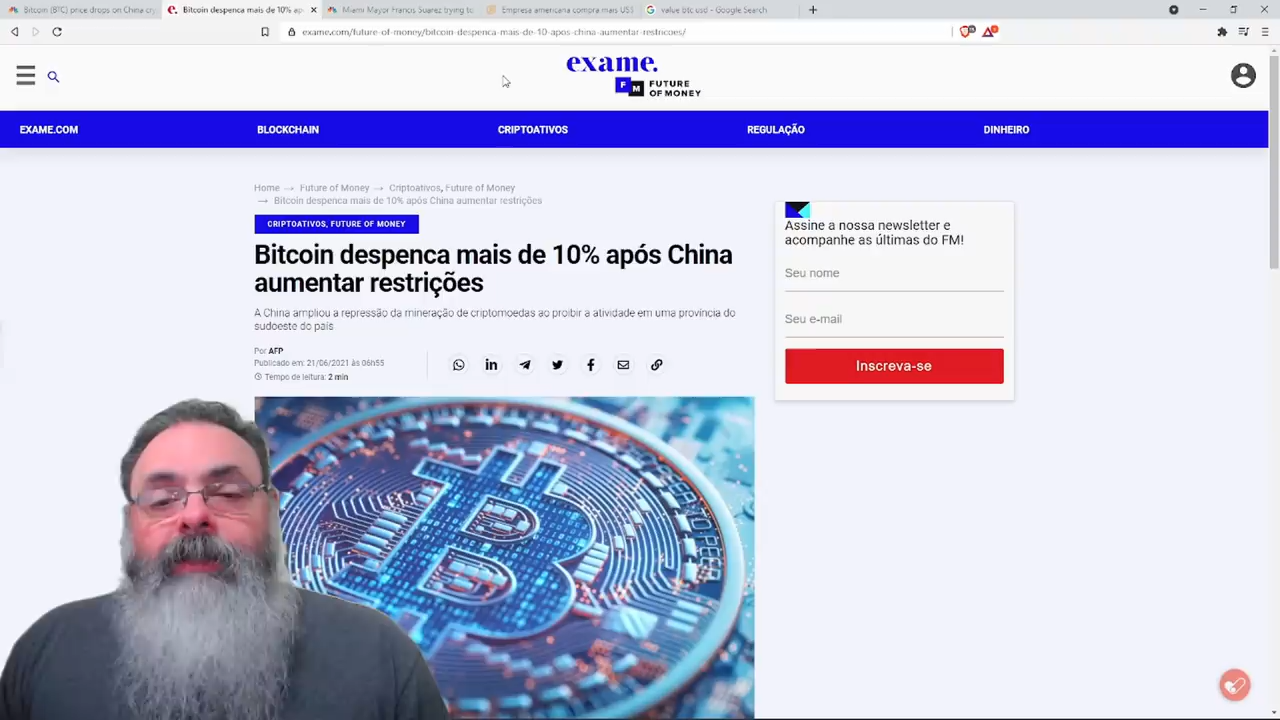 Bitcoin (BTC) price drops on China cry
Bitcoin despenca mais de 10% ap
Miami Mayor Francis Suarez trying to
Empresa americana compra mais US$
value btc usd - Google Search
exame.com/future-of-money/bitcoin-despenca-mais-de-10-apos-china-aumentar-restricoes/
exame.
FM FUTURE
OF MONEY
EXAME.COM
BLOCKCHAIN
CRIPTOATIVOS
REGULAÇÃO
DINHEIRO
Home → Future of Money → Criptoativos, Future of Money
→ Bitcoin despenca mais de 10% após China aumentar restrições
CRIPTOATIVOS, FUTURE OF MONEY
Bitcoin despenca mais de 10% após China
aumentar restrições
A China ampliou a repressão da mineração de criptomoedas ao proibir a atividade em uma província do
sudoeste do país
Por AFP
Publicado em: 21/06/2021 às 06h55
Tempo de leitura: 2 min
Assine a nossa newsletter e
acompanhe as últimas do FM!
Seu nome
Seu e-mail
Inscreva-se